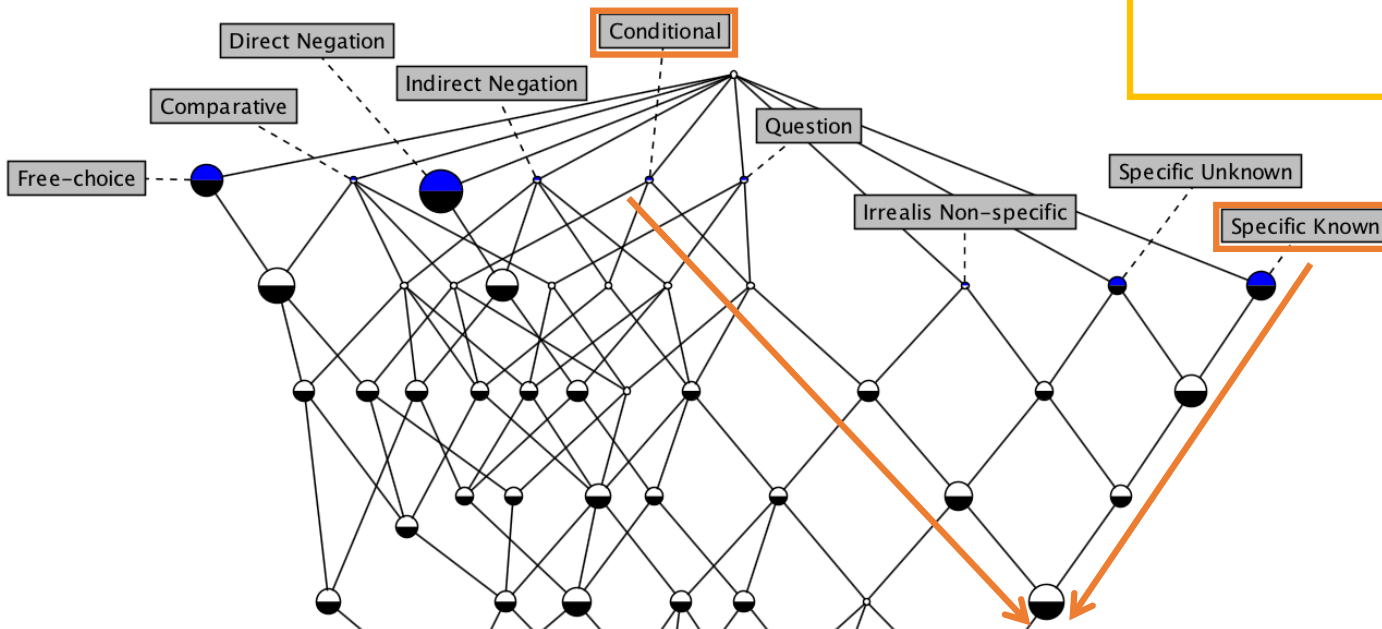 Conditional
Direct Negation
Indirect Negation
Comparative
Question
Free-choice
Specific Unknown
Irrealis Non-specific
Specific Known